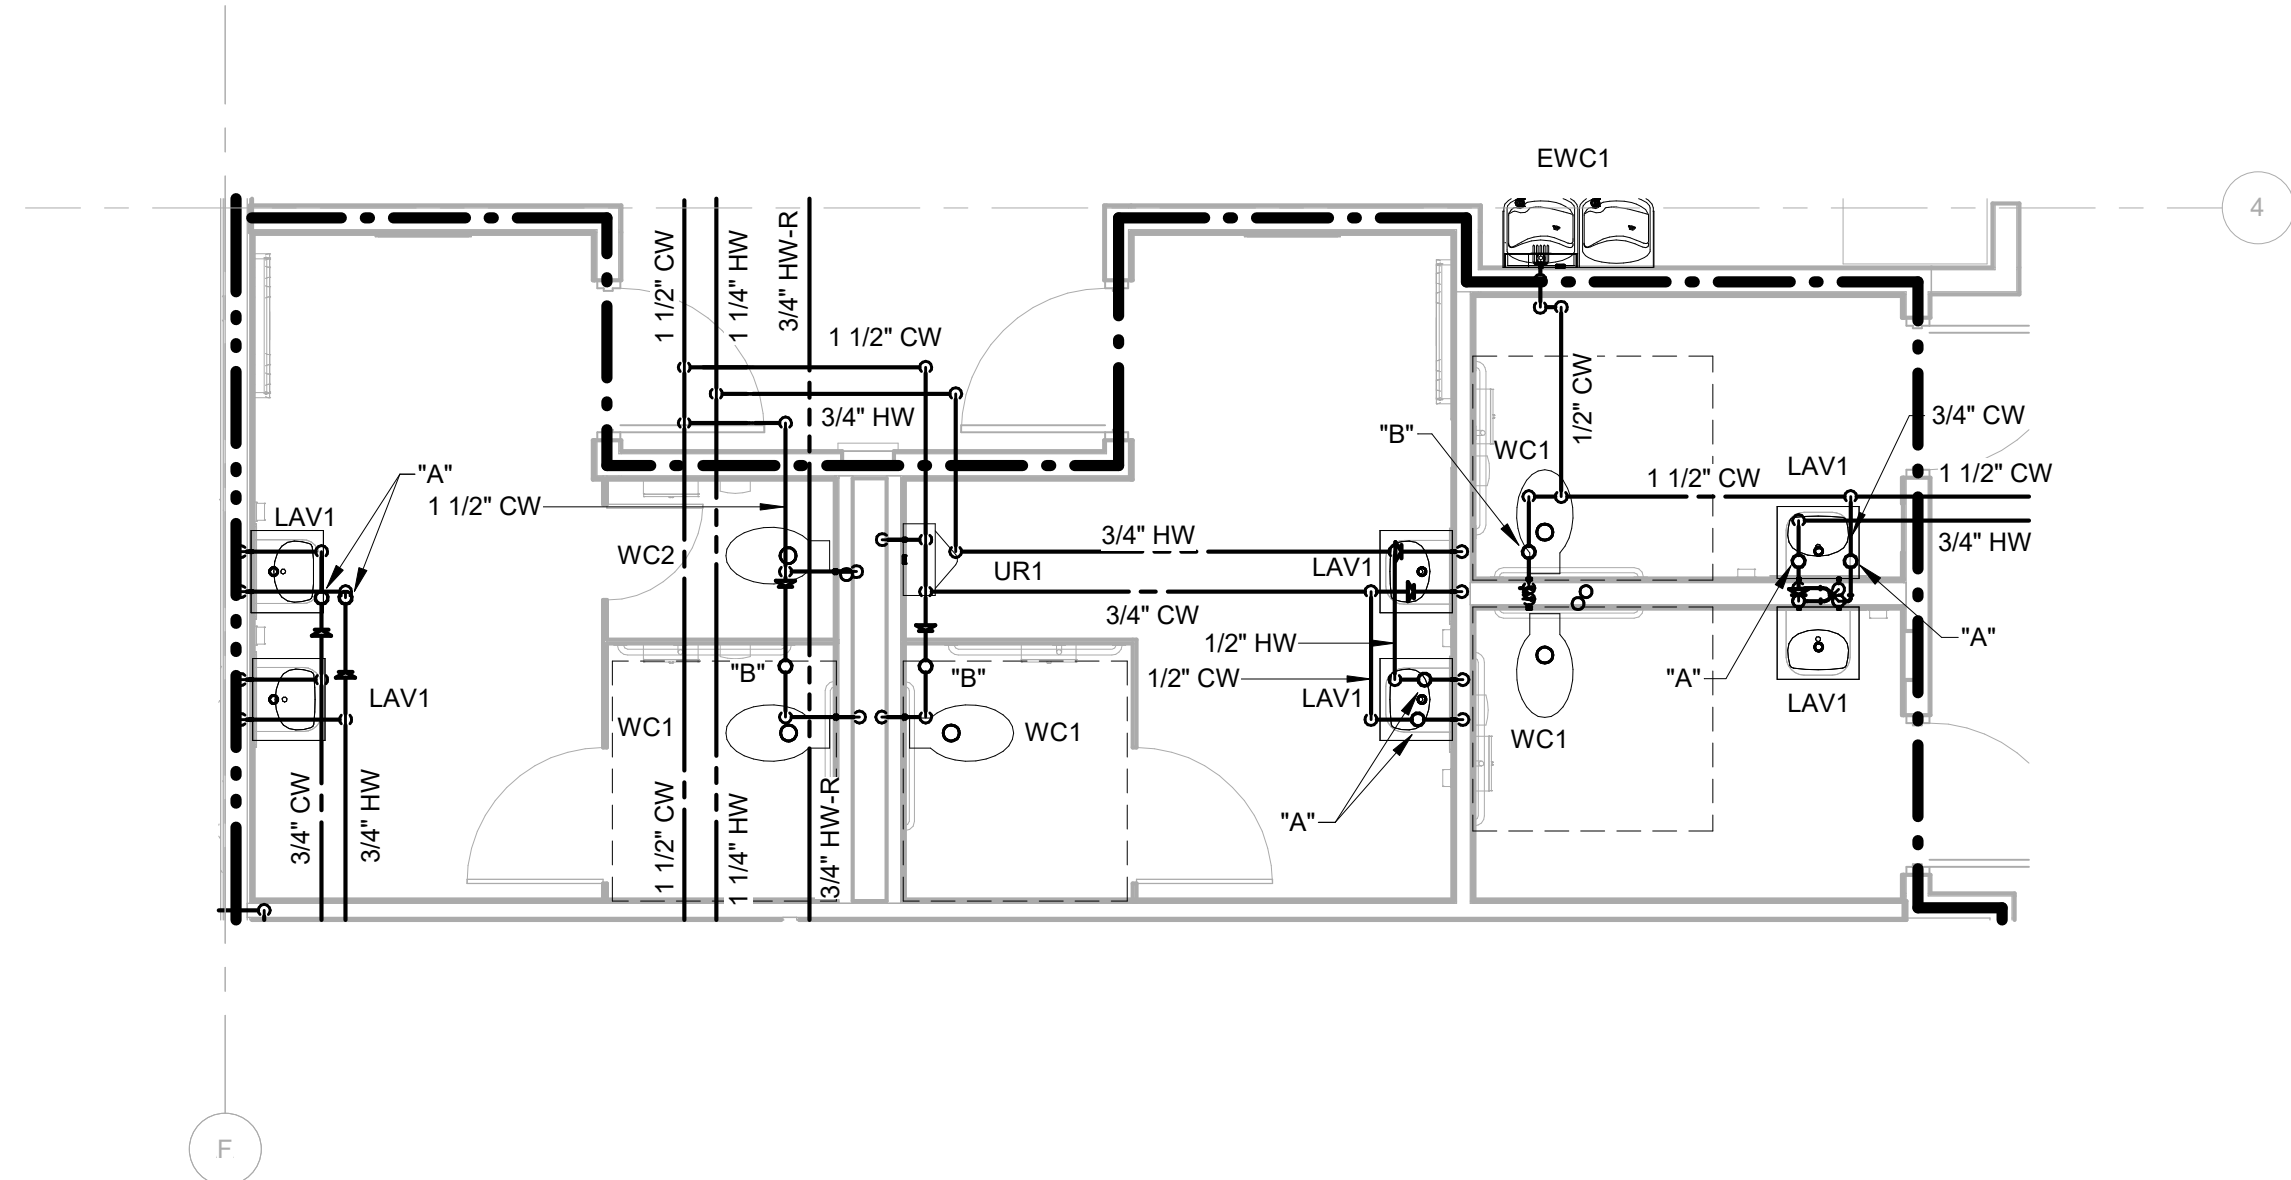 EWC1
4
1 1/2" CW
1 1/4" HW
3/4" HW-R
1 1/2" CW
3/4" HW
"A"
1 1/2" CW
LAV1
WC2
UR1
3/4" HW
LAV1
3/4" CW
1/2" HW
1/2" CW
LAV1
LAV1
"B"
"B"
WC1
WC1
"A"
3/4" CW
3/4" HW
1 1/2" CW
1 1/4" HW
3/4" HW-R
"B"
WC1
1/2" CW
3/4" CW
LAV1
1 1/2" CW
1 1/2" CW
3/4" HW
"A"
"A"
LAV1
WC1
F